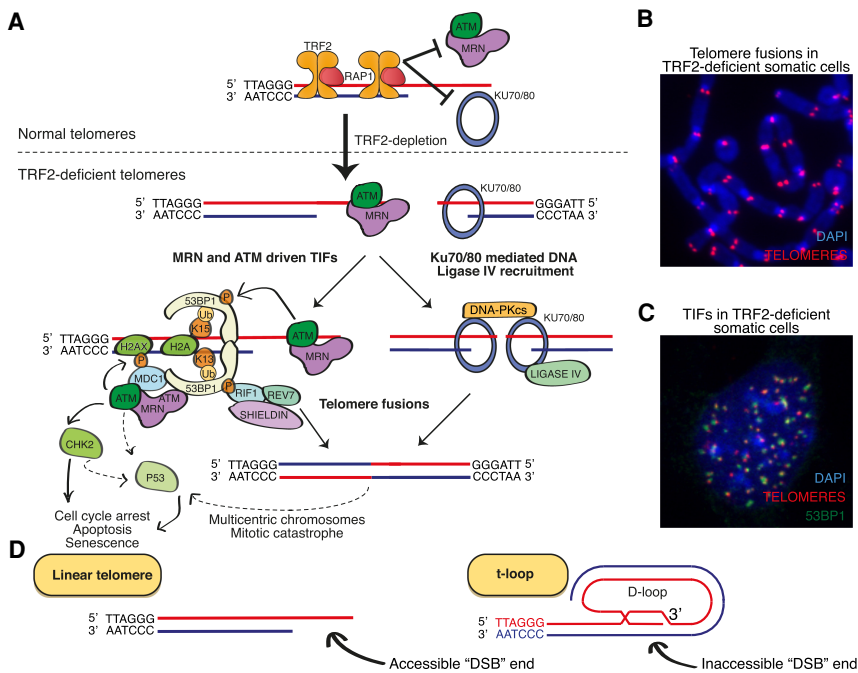 A
TRF2
RAP1
ATM
MRN
KU70/80
5’ TTAGGG
3’ AATCCC
Normal telomeres
TRF2-depletion
TRF2-deficient telomeres
5’ TTAGGG
3’ AATCCC
ATM
MRN
KU70/80
GGGATT 5’
CCCTAA 3’
MRN and ATM driven TIFs
Ku70/80 mediated DNA
Ligase IV recruitment
53BP1
P
Ub
K15
5’ TTAGGG
3’ AATCCC
H2AX
H2A
K13
Ub
P
MDC1
53BP1
P
ATM
MRN
ATM
MRN
ATM
RIF1
REV7
SHIELDIN
DNA-PKcs
KU70/80
LIGASE IV
Telomere fusions
CHK2
P53
5’ TTAGGG
3’ AATCCC
GGGATT 5’
CCCTAA 3’
Cell cycle arrest
Apoptosis
Senescence
Multicentric chromosomes
Mitotic catastrophe
B
Telomere fusions in
TRF2-deficient somatic cells
DAPI
TELOMERES
C
TIFs in TRF2-deficient
somatic cells
DAPI
TELOMERES
53BP1
D
Linear telomere
5’ TTAGGG
3’ AATCCC
Accessible “DSB” end
t-loop
D-loop
3’
5’ TTAGGG
3’ AATCCC
Inaccessible “DSB” end